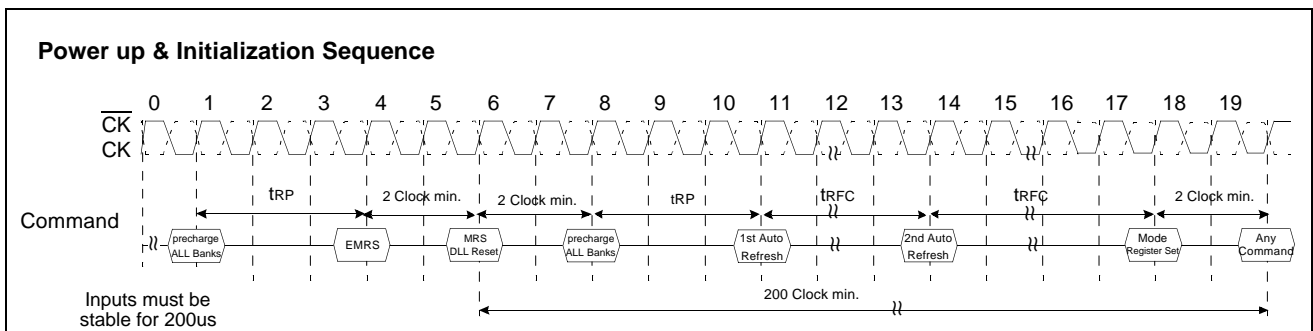 Power up & Initialization Sequence
0 1 2 3 4 5 6 7 8 9 10 11 12 13 14 15 16 17 18 19
CK
CK
tRP 2 Clock min. 2 Clock min. tRP tRFC tRFC 2 Clock min.
Command
precharge
ALL Banks
EMRS
MRS
DLL Reset
precharge
ALL Banks
1st Auto
Refresh
2nd Auto
Refresh
Mode
Register Set
Any
Command
200 Clock min.
Inputs must be
stable for 200us